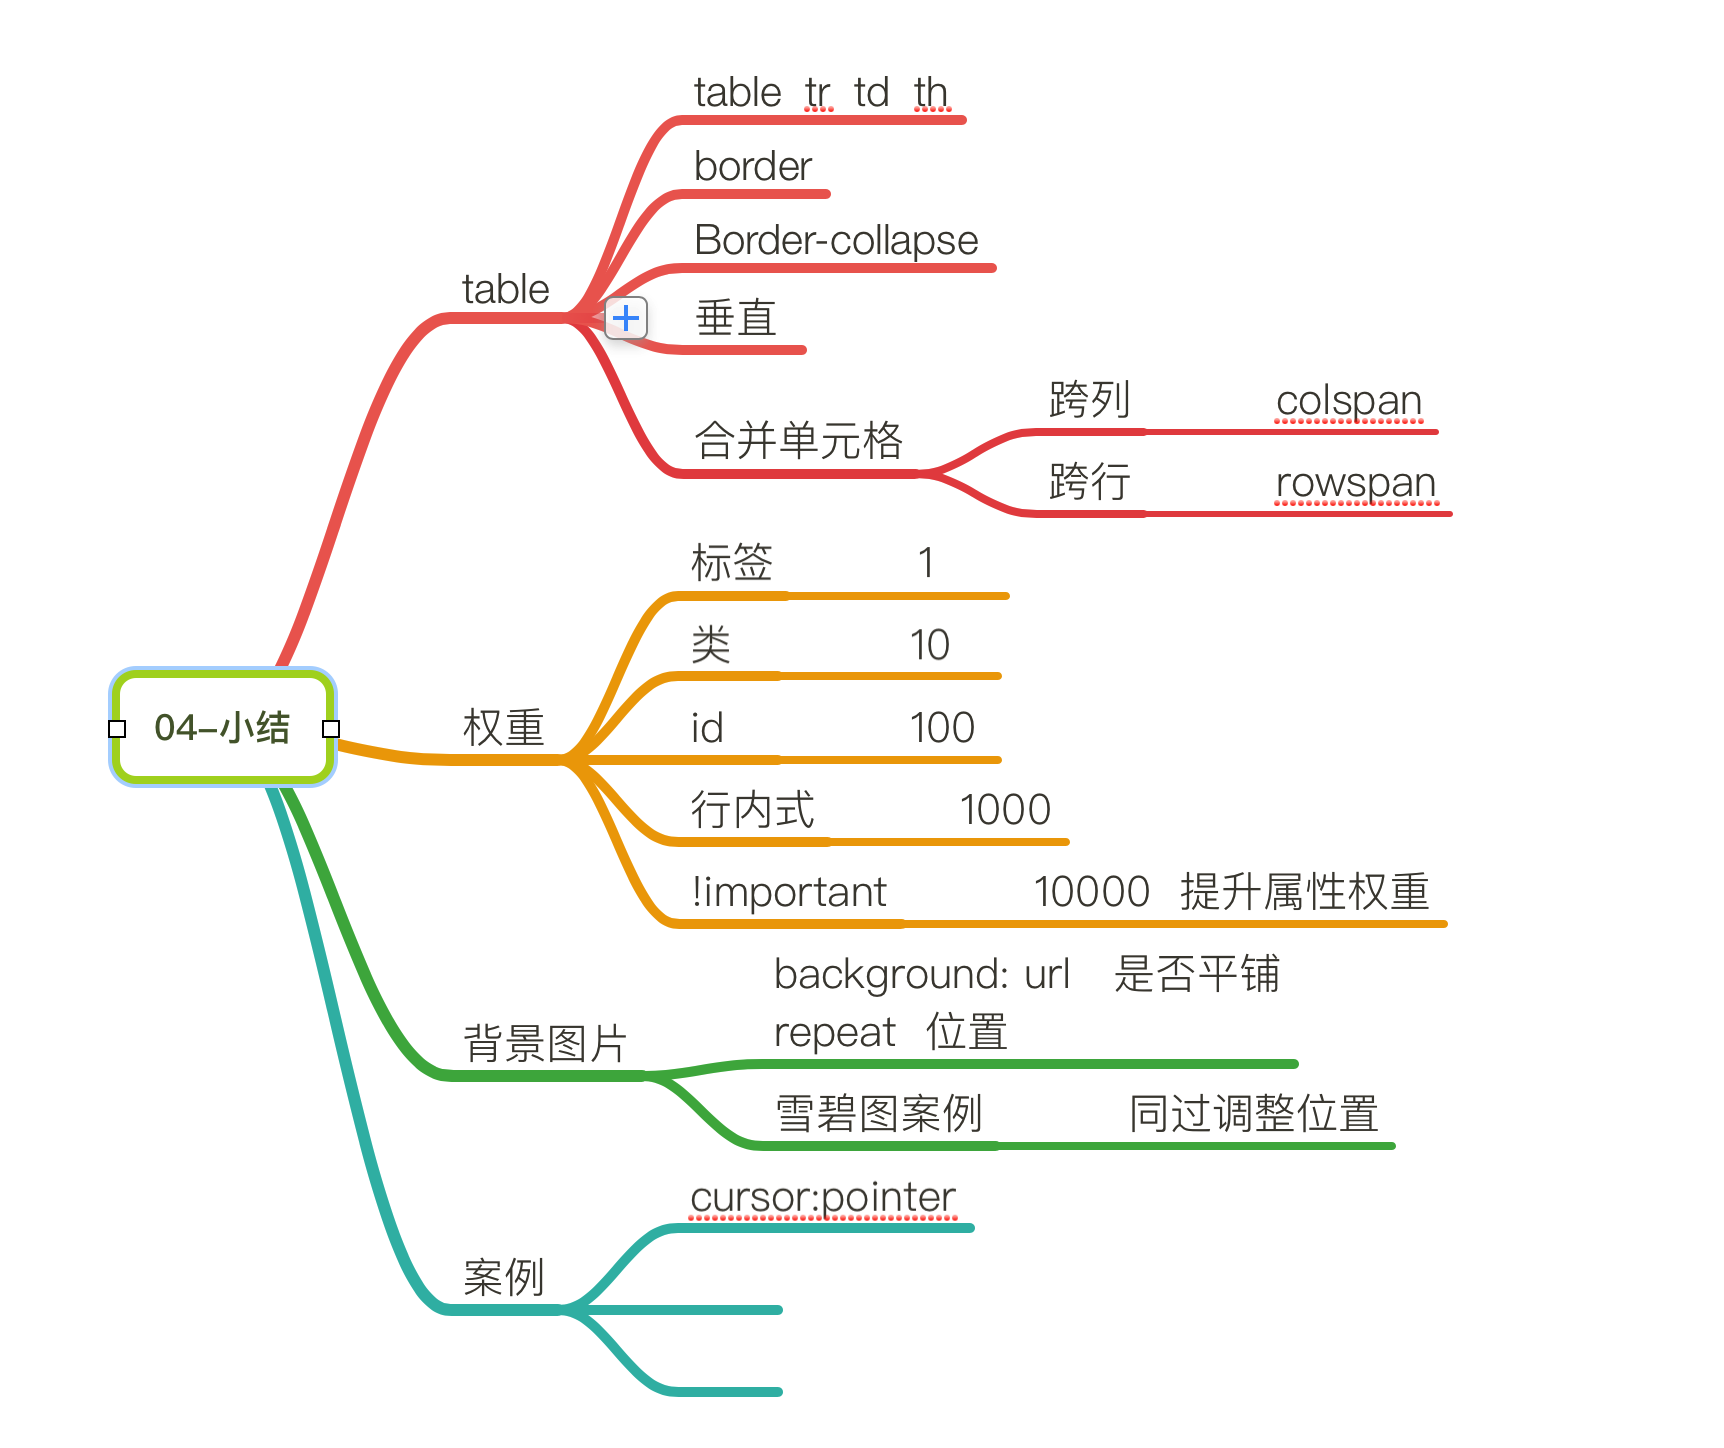 table  tr  td  th
border
Border-collapse
table
垂直
跨列 colspan
合并单元格
跨行 rowspan
标签 1
类 10
04-小结
权重
id 100
行内式 1000
!important 10000  提升属性权重
background: url   是否平铺
repeat  位置
背景图片
雪碧图案例 同过调整位置
cursor:pointer
案例